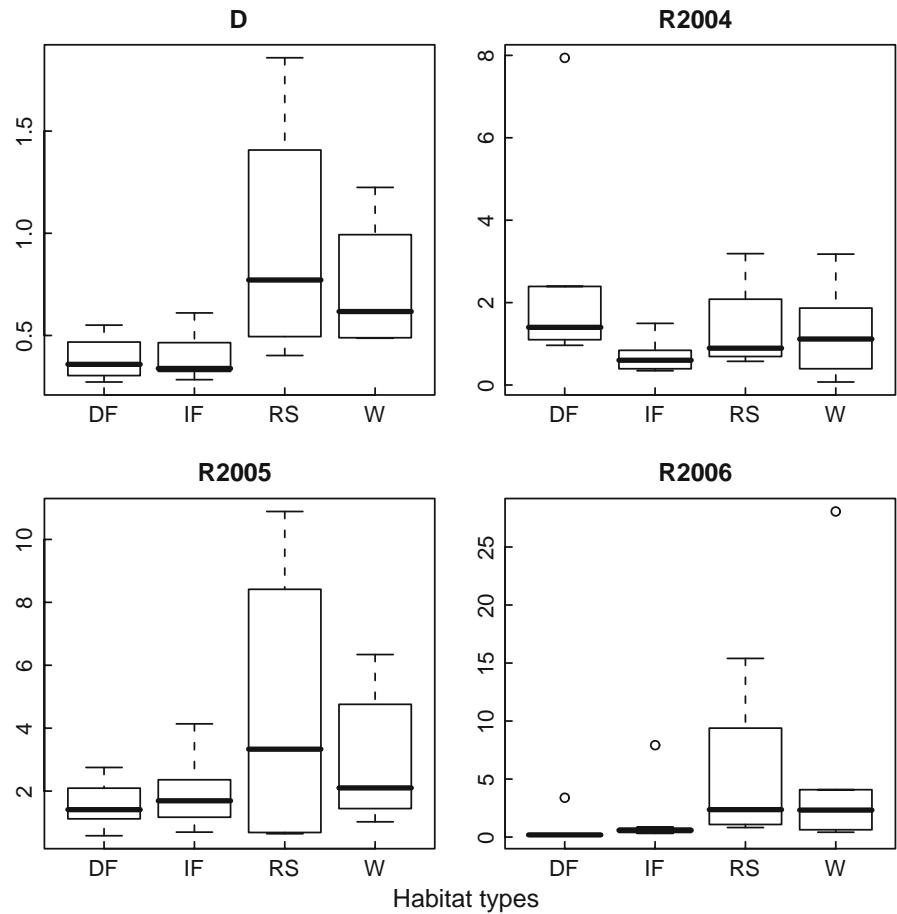 D
R2004
0.5 1.0 1.5
0 2 4 6 8
DF IF RS W
DF IF RS W
R2005
R2006
2 4 6 8 10
0 5 10 15 25
DF IF RS W
DF IF RS W
Habitat types